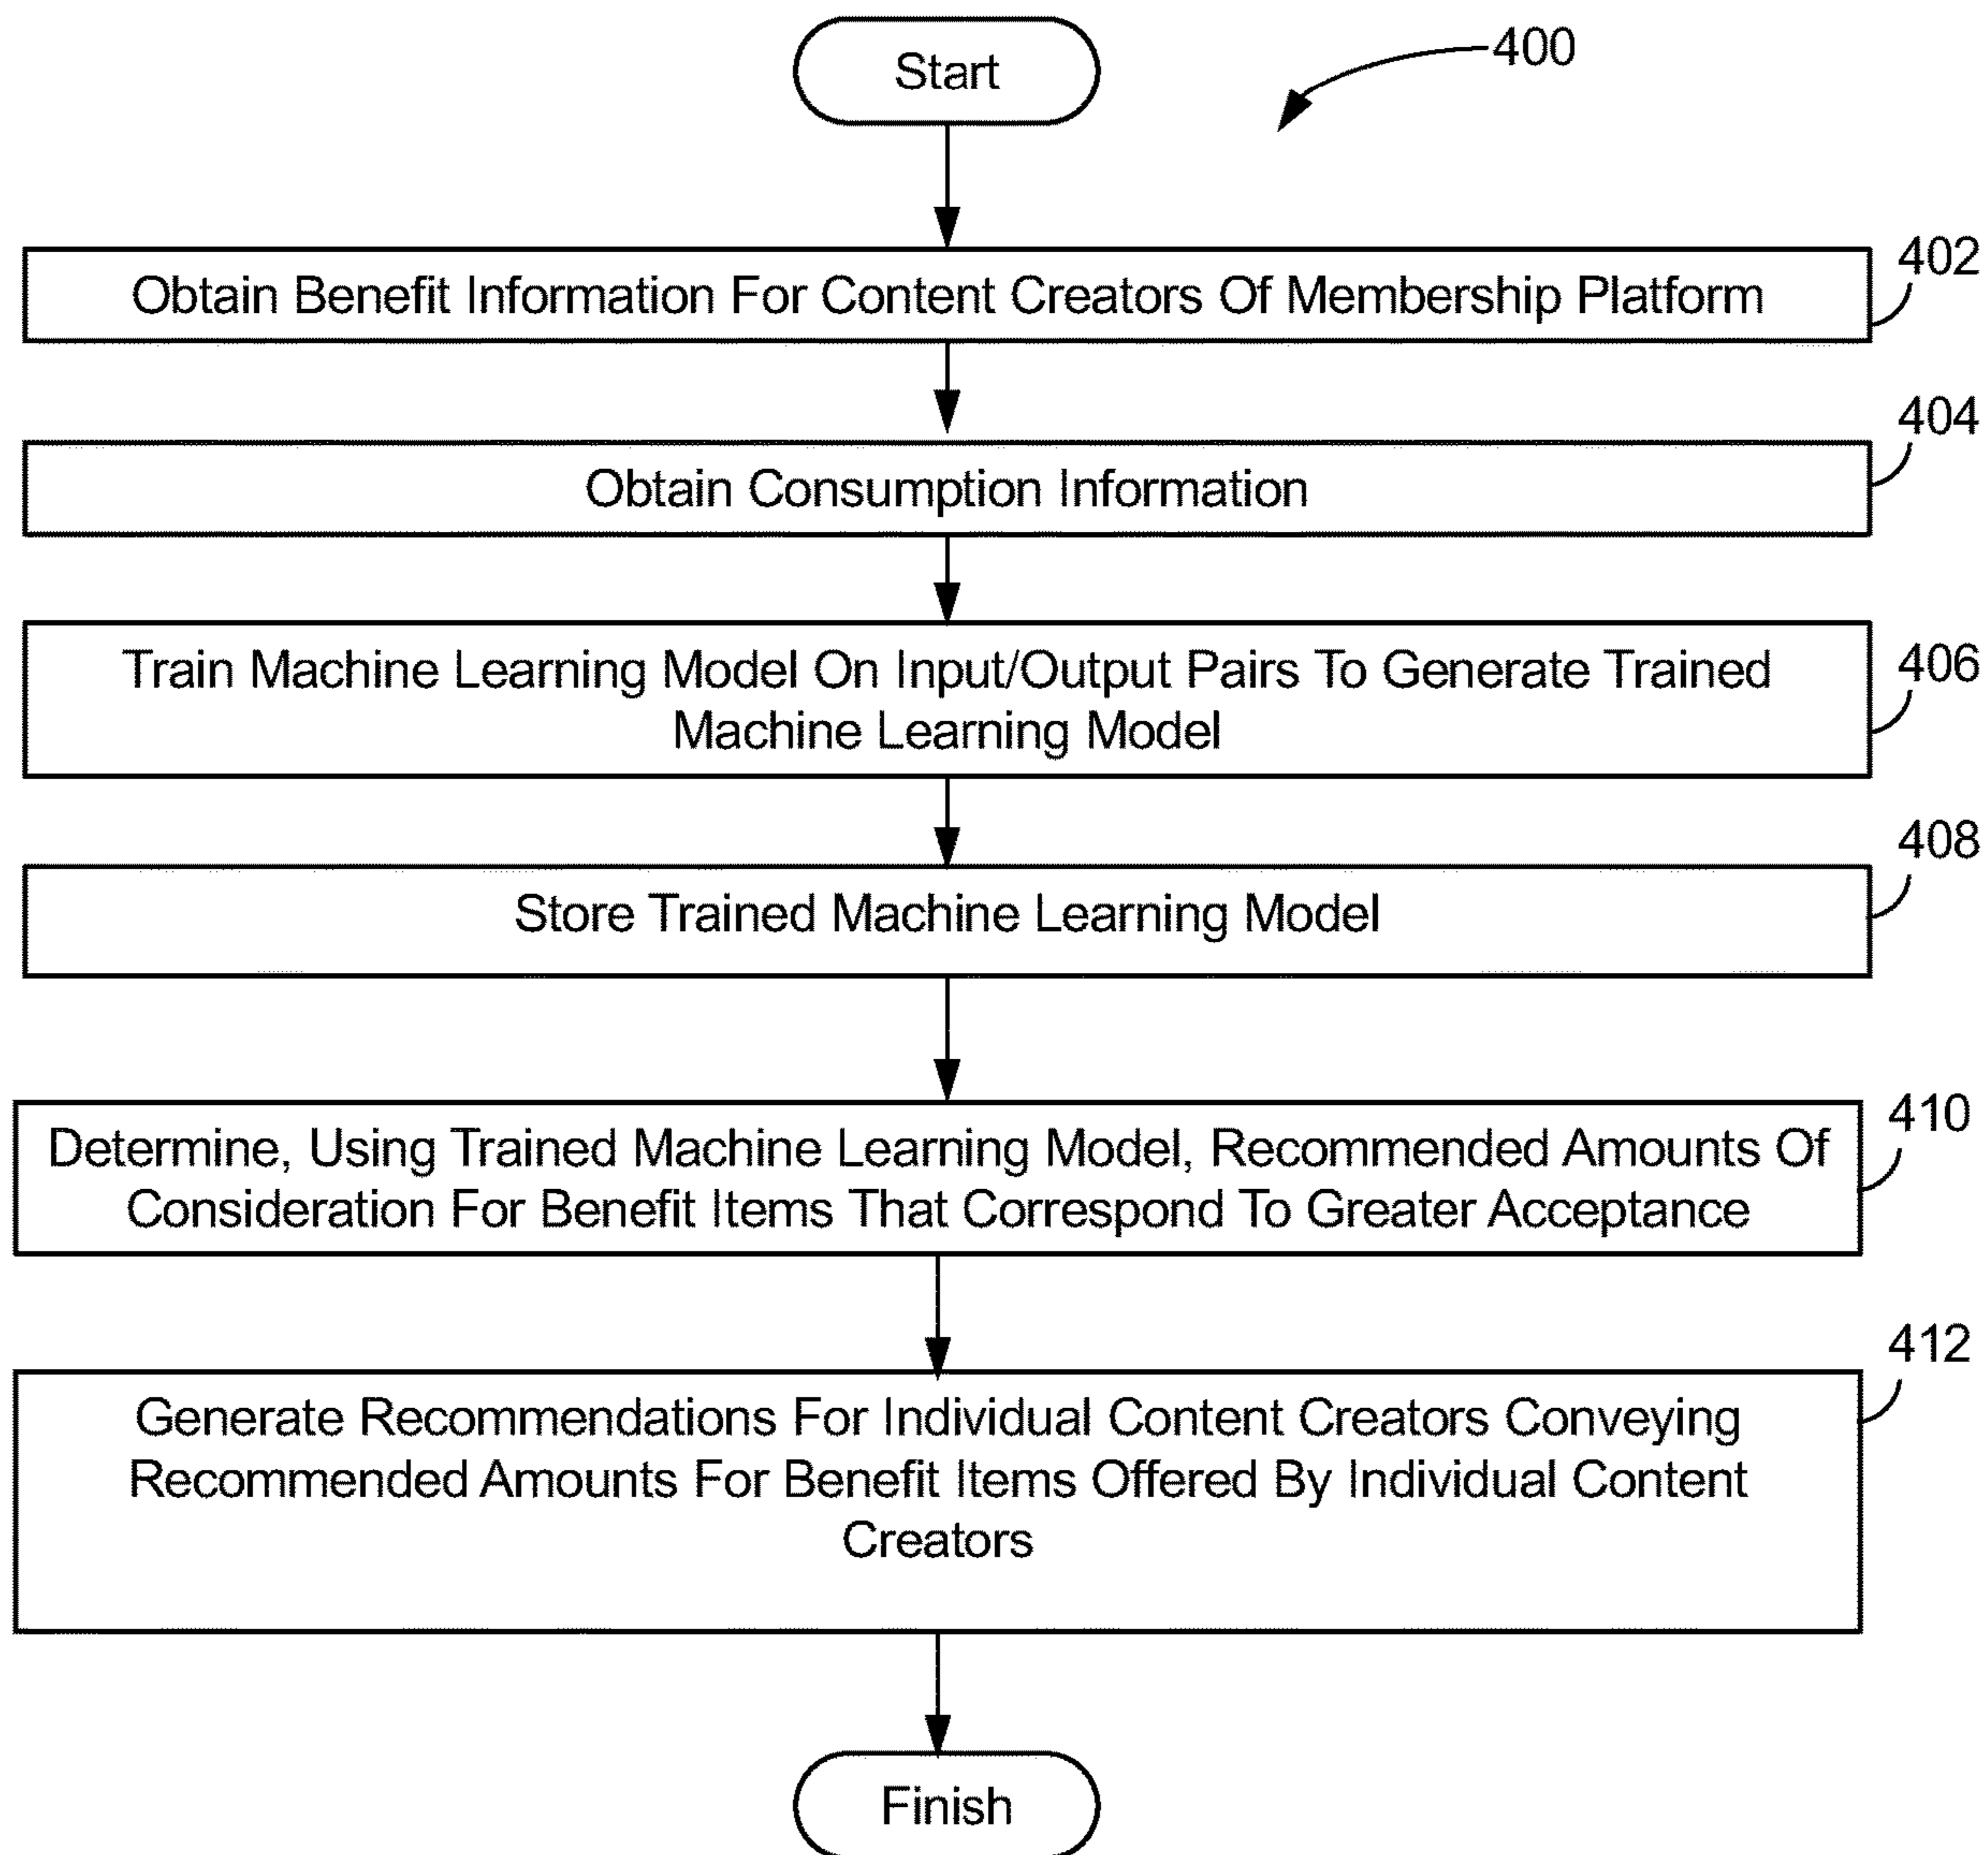 Start
400
Obtain Benefit Information For Content Creators Of Membership Platform
402
Obtain Consumption Information
404
Train Machine Learning Model On Input/Output Pairs To Generate Trained
Machine Learning Model
406
Store Trained Machine Learning Model
408
Determine, Using Trained Machine Learning Model, Recommended Amounts Of
Consideration For Benefit Items That Correspond To Greater Acceptance
410
Generate Recommendations For Individual Content Creators Conveying
Recommended Amounts For Benefit Items Offered By Individual Content
Creators
412
Finish